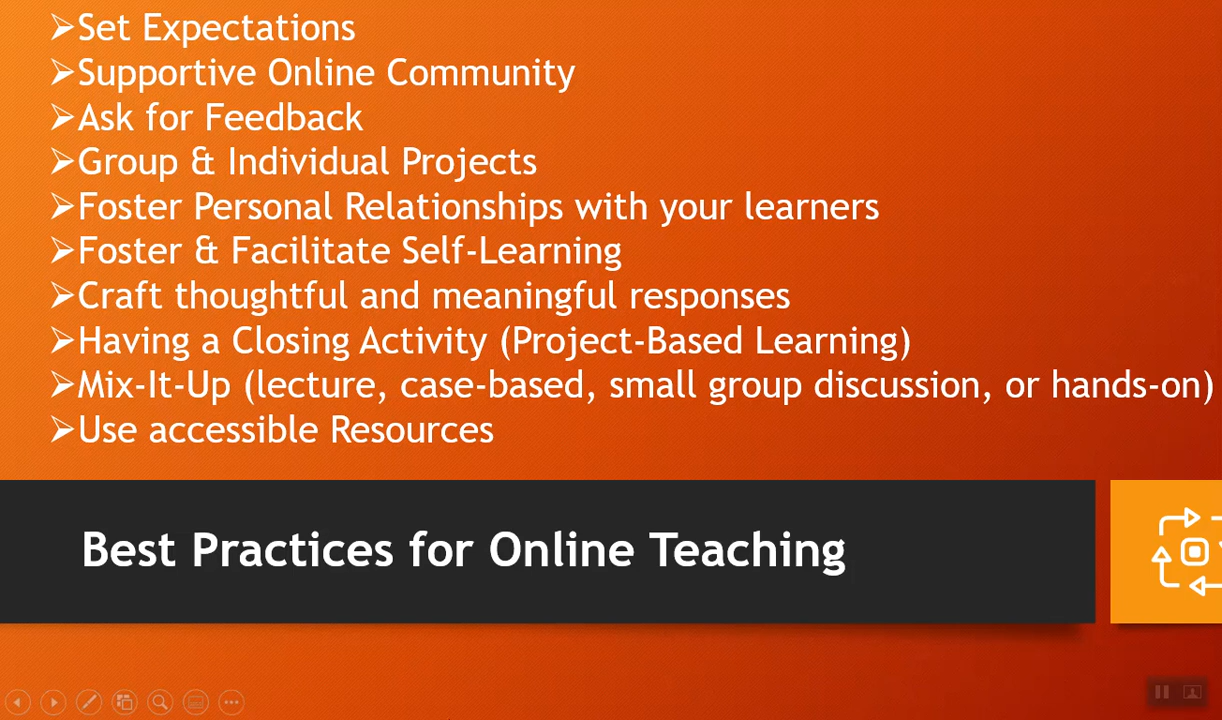 ➢Set Expectations
➢Supportive Online Community
➢Ask for Feedback
➢Group & Individual Projects
➢Foster Personal Relationships with your learners
➢Foster & Facilitate Self-Learning
➢Craft thoughtful and meaningful responses
➢Having a Closing Activity (Project-Based Learning)
➢Mix-It-Up (lecture, case-based, small group discussion, or hands-on)
➢Use accessible Resources
Best Practices for Online Teaching